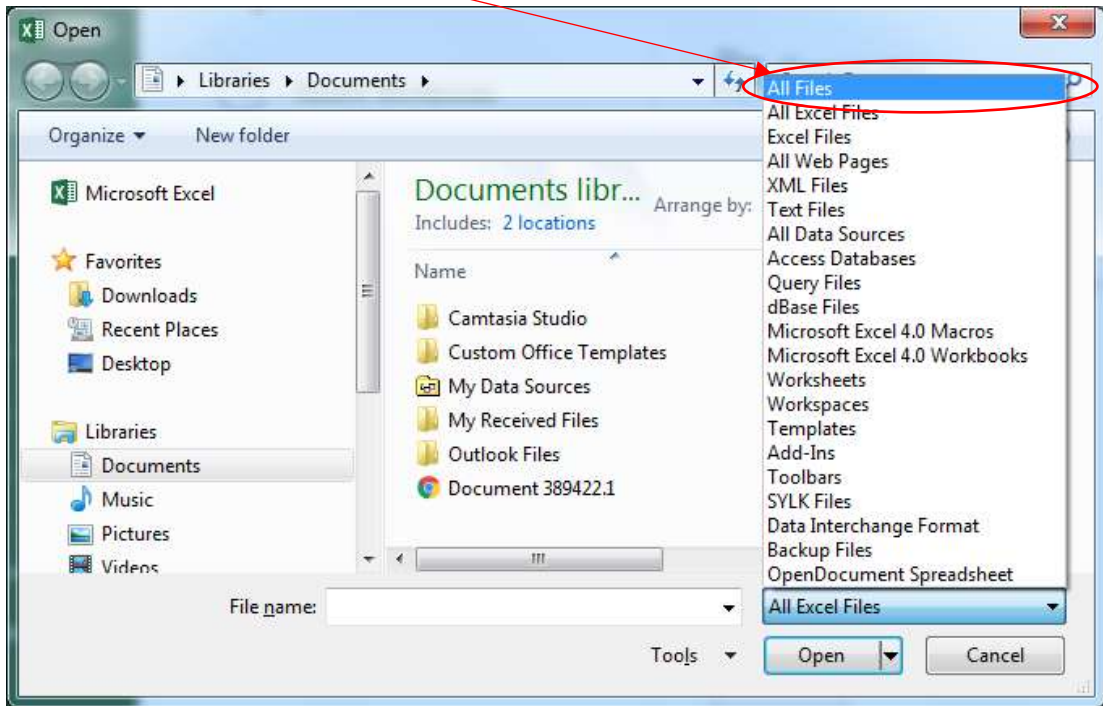 Open
Libraries Documents
Organize New folder
Microsoft Excel
Favorites
Downloads
Recent Places
Desktop
Libraries
Documents
Music
Pictures
Videos
Documents libr...
Includes: 2 locations
Arrange by:
Name
Camtasia Studio
Custom Office Templates
My Data Sources
My Received Files
Outlook Files
Document 389422.1
All Files
All Excel Files
Excel Files
All Web Pages
XML Files
Text Files
All Data Sources
Access Databases
Query Files
dBase Files
Microsoft Excel 4.0 Macros
Microsoft Excel 4.0 Workbooks
Worksheets
Workspaces
Templates
Add-Ins
Toolbars
SYLK Files
Data Interchange Format
Backup Files
OpenDocument Spreadsheet
File name: All Excel Files
Tools Open Cancel